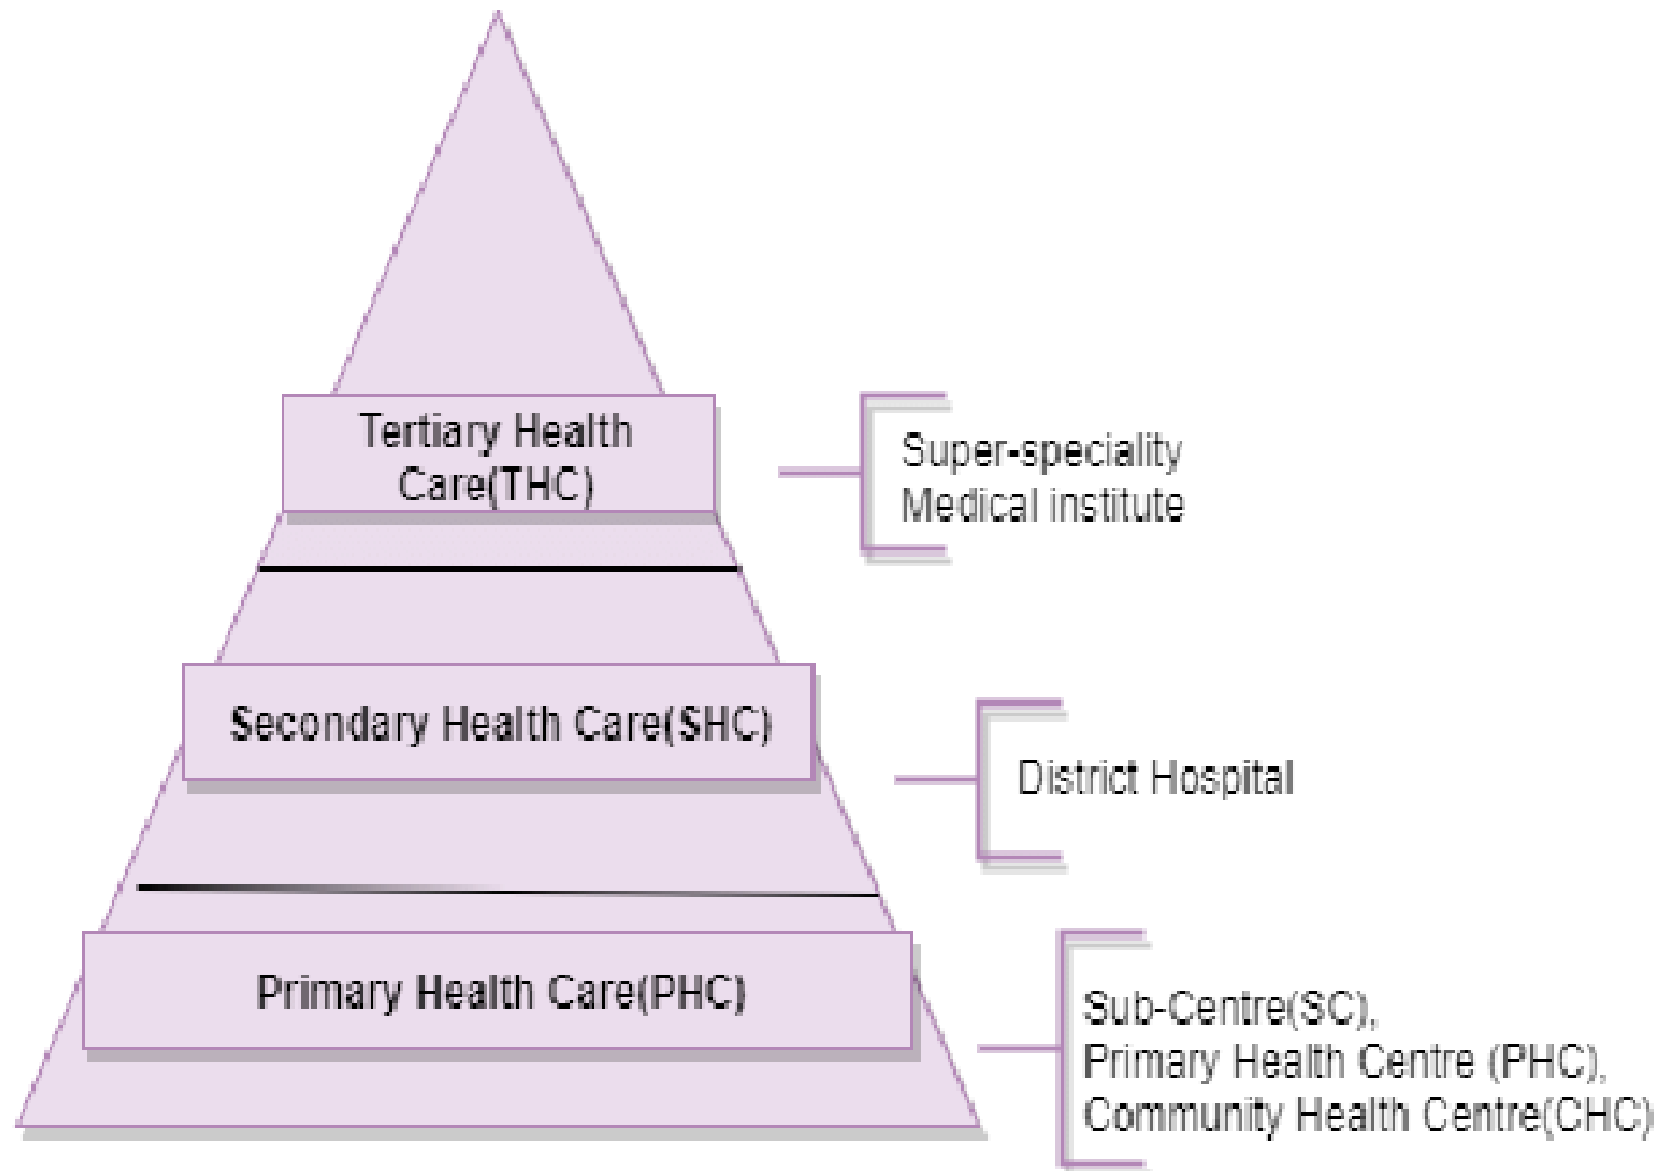 Tertiary Health
Care(THC)
Super-speciality
Medical institute
Secondary Health Care(SHC)
District Hospital
Primary Health Care(PHC)
Sub-Centre(SC),
Primary Health Centre (PHC),
Community Health Centre(CHC)